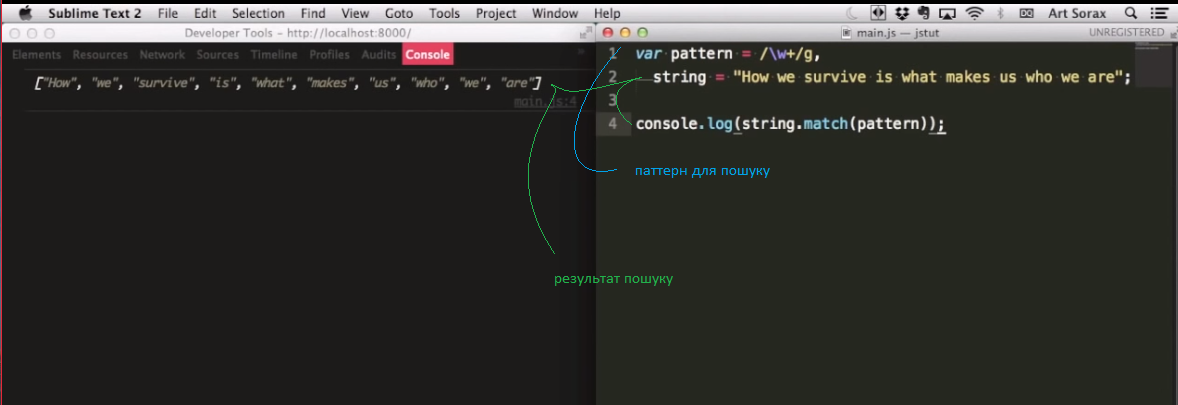 Sublime Text 2 File Edit Selection Find View Goto Tools Project Window Help Art Sorax
Developer Tools - http://localhost:8000/
main.js — jstut UNREGISTERED
Elements Resources Network Sources Timeline Profiles Audits Console
["How", "we", "survive", "is", "what", "makes", "us", "who", "we", "are"]
main.js:4
1 var pattern = /\w+/g,
2 string = "How we survive is what makes us who we are";
3
4 console.log(string.match(pattern));
паттерн для пошуку
результат пошуку